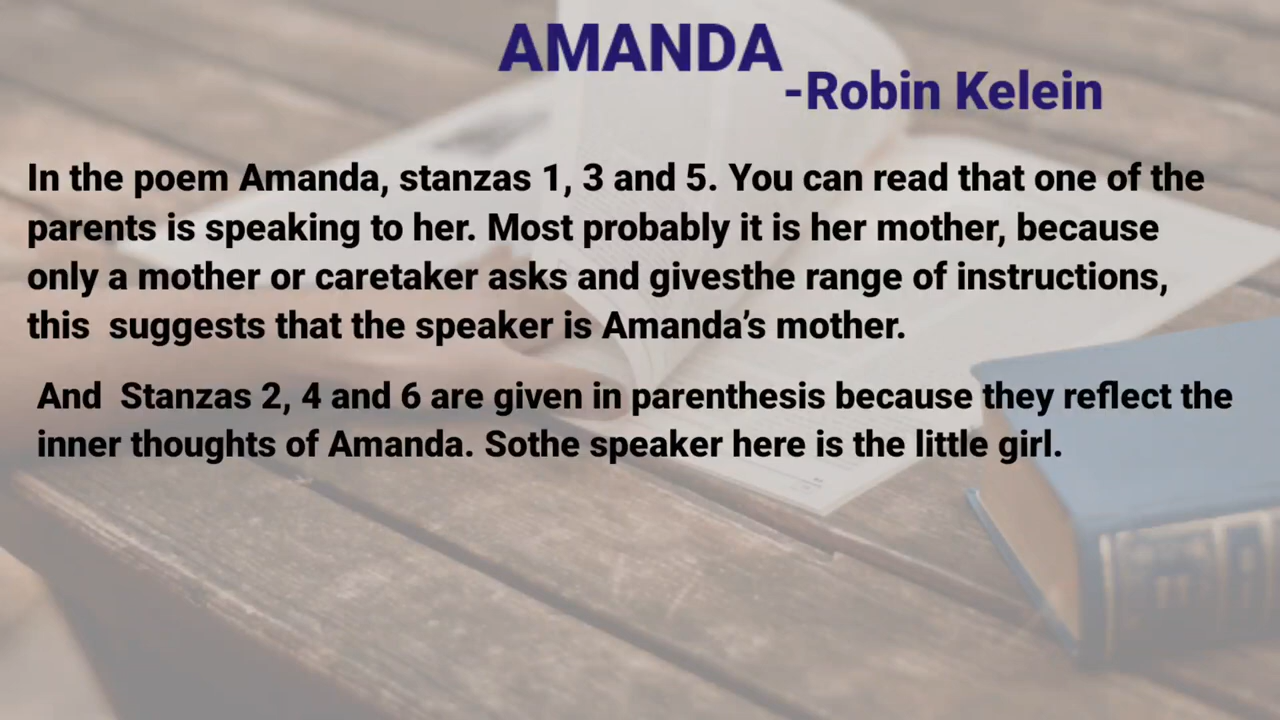 AMANDA
-Robin Kelein
In the poem Amanda, stanzas 1, 3 and 5. You can read that one of the
parents is speaking to her. Most probably it is her mother, because
only a mother or caretaker asks and givesthe range of instructions,
this suggests that the speaker is Amanda’s mother.
And Stanzas 2, 4 and 6 are given in parenthesis because they reflect the
inner thoughts of Amanda. Sothe speaker here is the little girl.